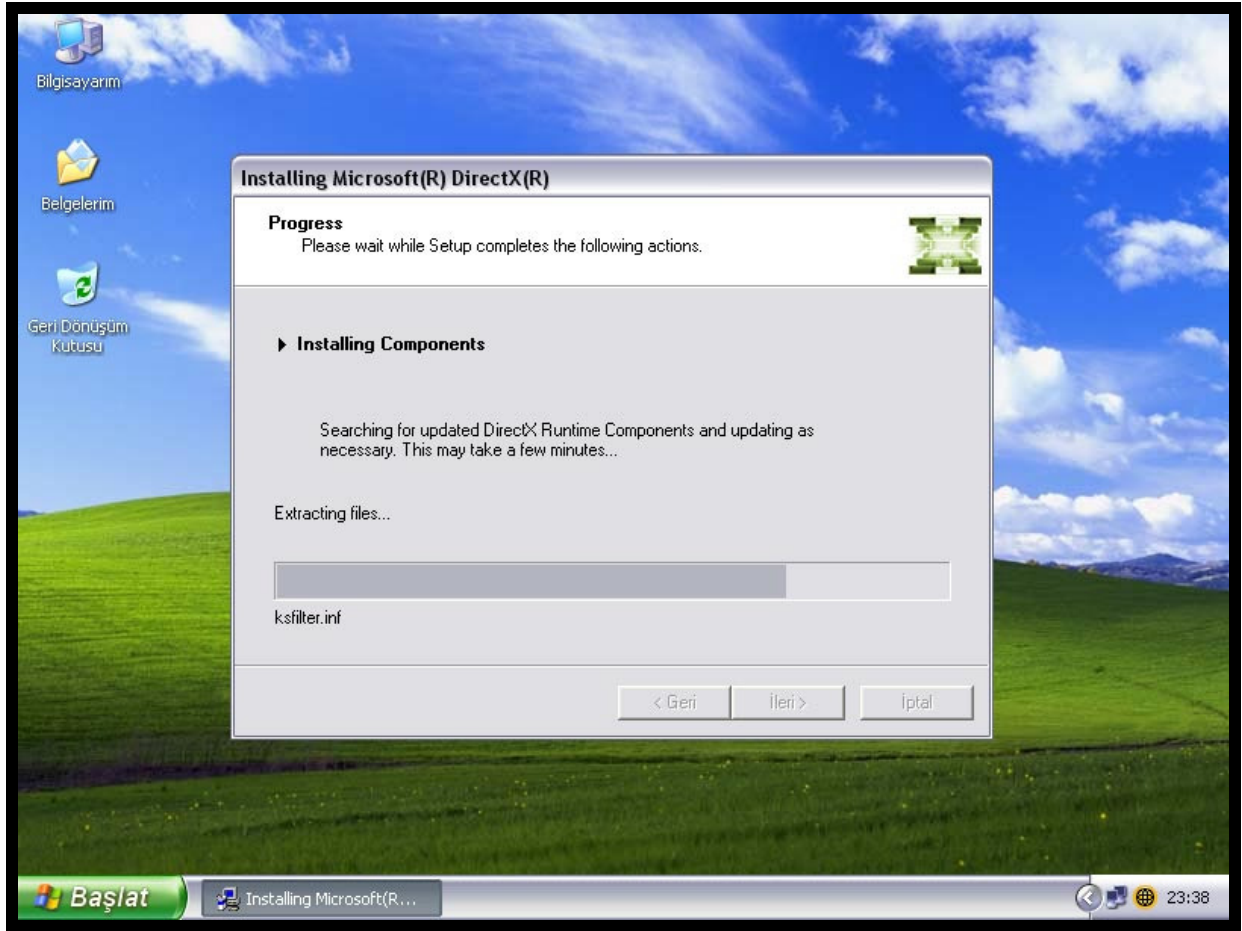 Bilgisayarım
Belgelerim
Geri Dönüşüm
Kutusu
Installing Microsoft(R) DirectX(R)
Progress
Please wait while Setup completes the following actions.
Installing Components
Searching for updated DirectX Runtime Components and updating as
necessary. This may take a few minutes...
Extracting files...
ksfilter.inf
< Geri
İleri >
İptal
Başlat
Installing Microsoft(R...
23:38